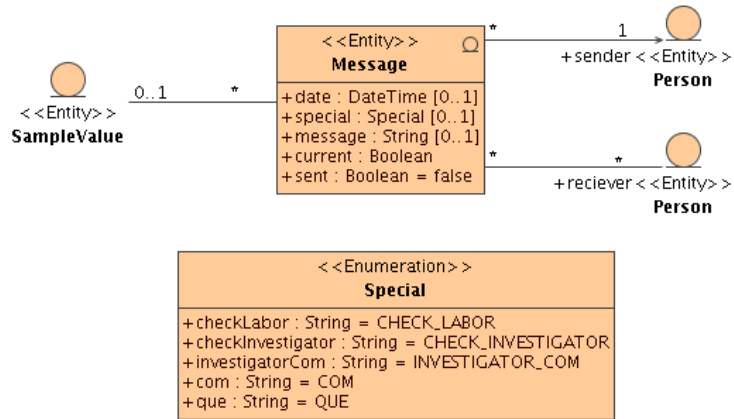 <<Entity>>
Message
+date : DateTime [0..1]
+special : Special [0..1]
+message : String [0..1]
+current : Boolean
+sent : Boolean = false
<<Entity>>
SampleValue
0..1
*
*
1
+sender
<<Entity>>
Person
*
*
+reciever
<<Entity>>
Person
<<Enumeration>>
Special
+checkLabor : String = CHECK_LABOR
+checkInvestigator : String = CHECK_INVESTIGATOR
+investigatorCom : String = INVESTIGATOR_COM
+com : String = COM
+que : String = QUE